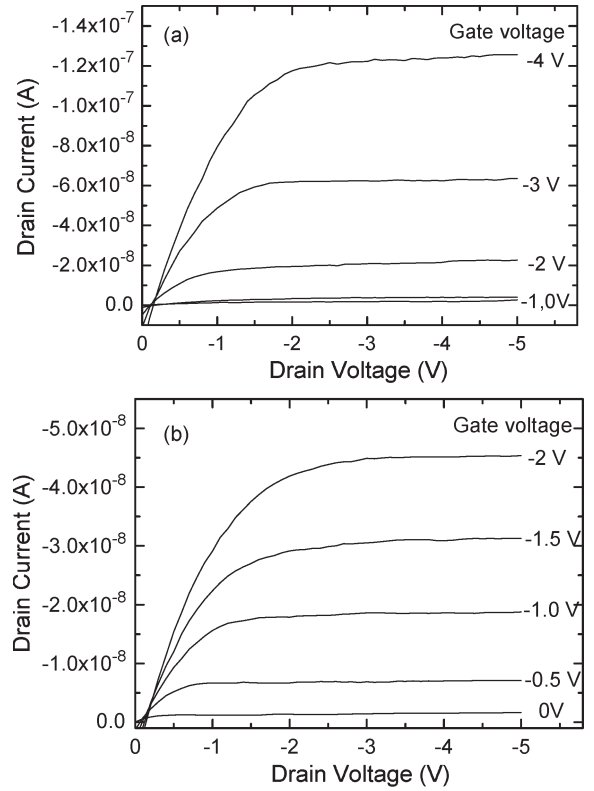 (a)
Gate voltage
-1.4x10-7
-1.2x10-7
-1.0x10-7
-8.0x10-8
-6.0x10-8
-4.0x10-8
-2.0x10-8
0.0
Drain Current (A)
-4 V
-3 V
-2 V
-1,0V
0 -1 -2 -3 -4 -5
Drain Voltage (V)
(b)
Gate voltage
-5.0x10-8
-4.0x10-8
-3.0x10-8
-2.0x10-8
-1.0x10-8
0.0
Drain Current (A)
-2 V
-1.5 V
-1.0 V
-0.5 V
0V
0 -1 -2 -3 -4 -5
Drain Voltage (V)